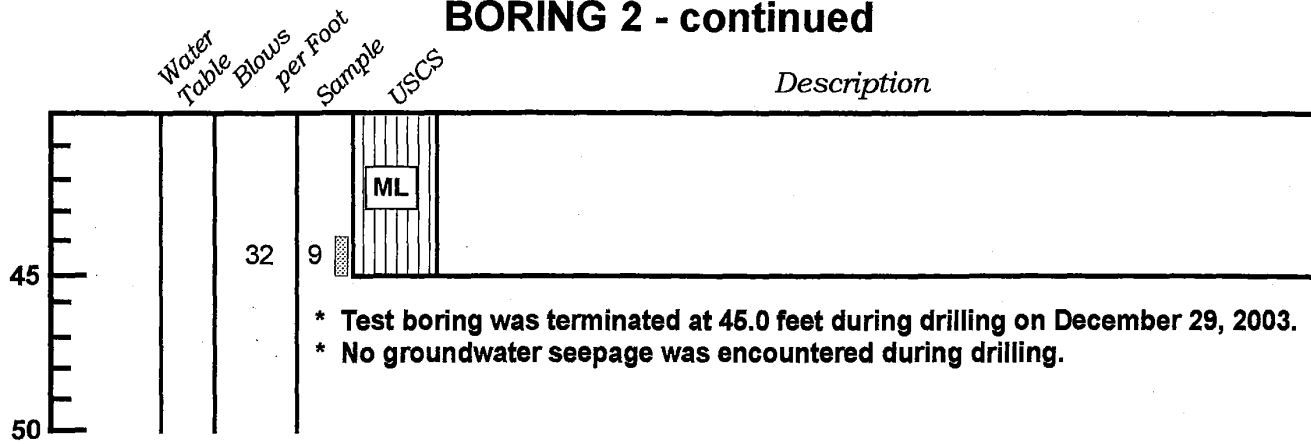 BORING 2 - continued
Water Table
Blows per Foot
Sample
USCS
Description
ML
32 9
45
* Test boring was terminated at 45.0 feet during drilling on December 29, 2003.
* No groundwater seepage was encountered during drilling.
50